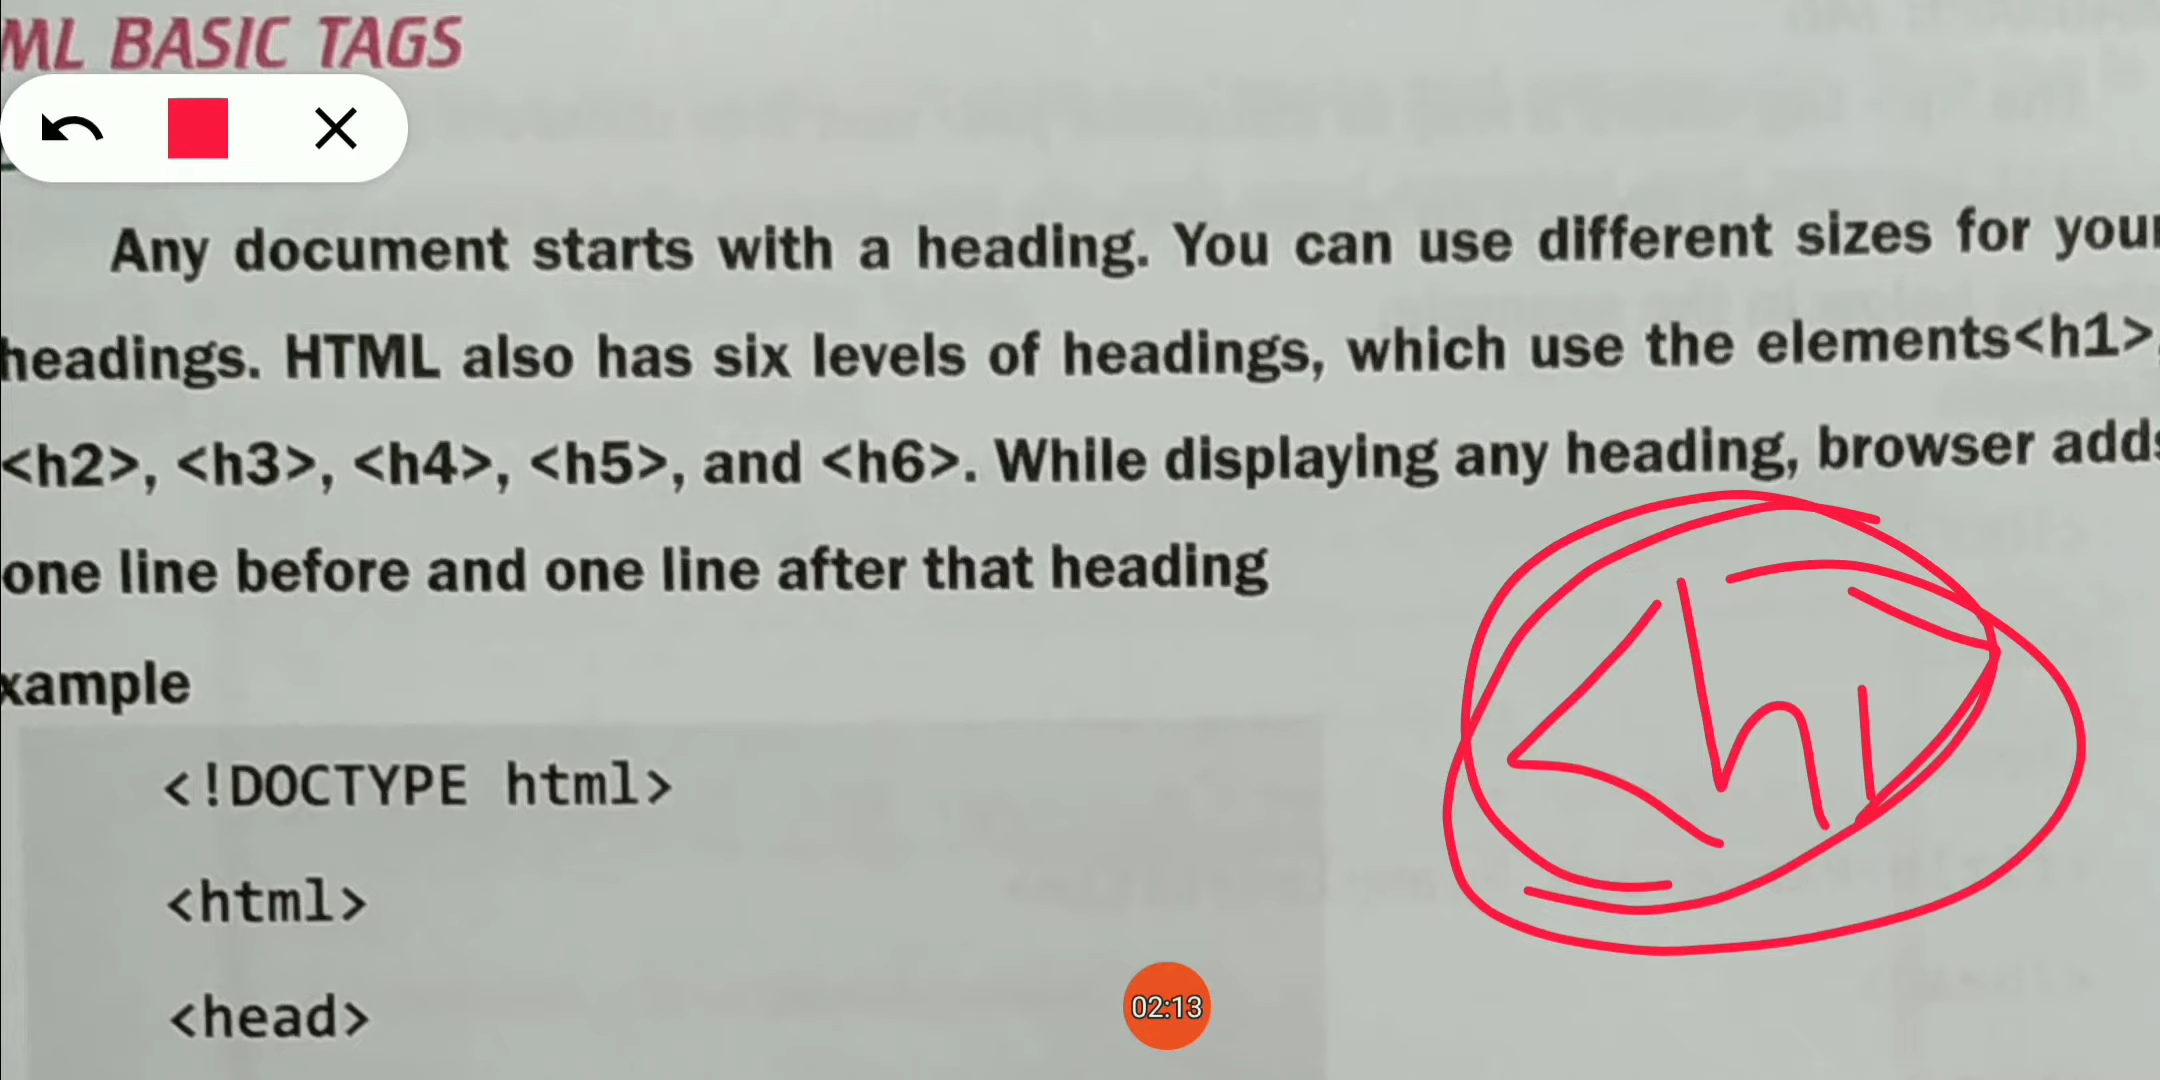 ML BASIC TAGS
Any document starts with a heading. You can use different sizes for your
headings. HTML also has six levels of headings, which use the elements<h1>,
<h2>, <h3>, <h4>, <h5>, and <h6>. While displaying any heading, browser adds
one line before and one line after that heading
xample
<h1
<!DOCTYPE html>
<html>
<head>
02:13